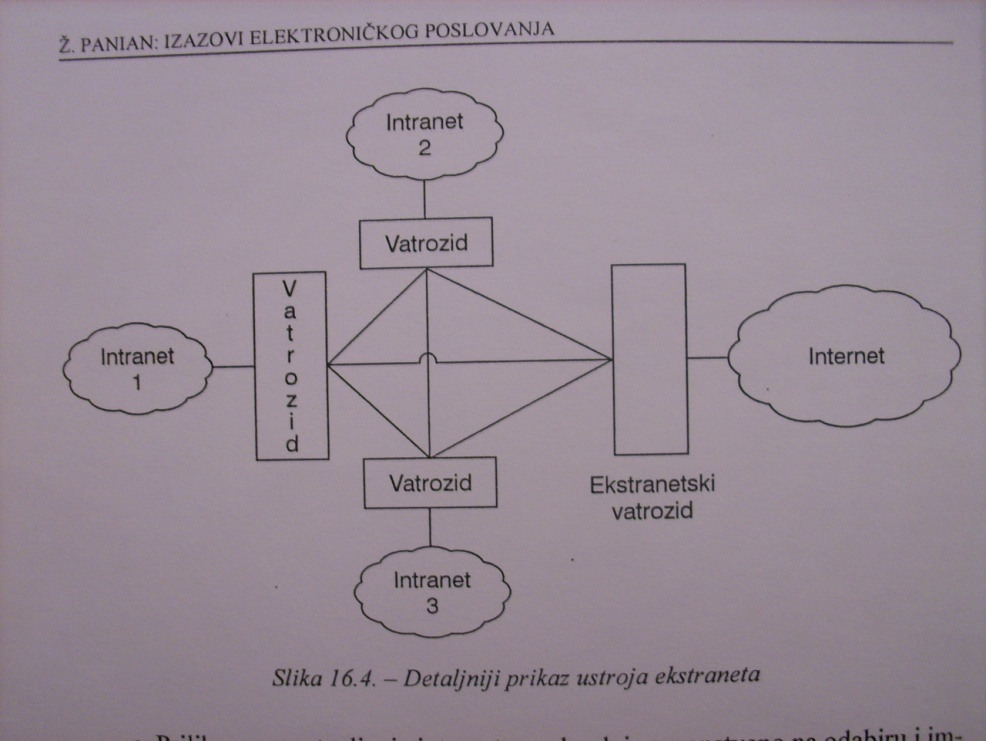 Ž. PANIAN: IZAZOVI ELEKTRONIČKOG POSLOVANJA
Intranet
2
Vatrozid
Vatrozid
Intranet
1
Internet
Vatrozid
Ekstranetski
vatrozid
Intranet
3
Slika 16.4. – Detaljniji prikaz ustroja ekstraneta